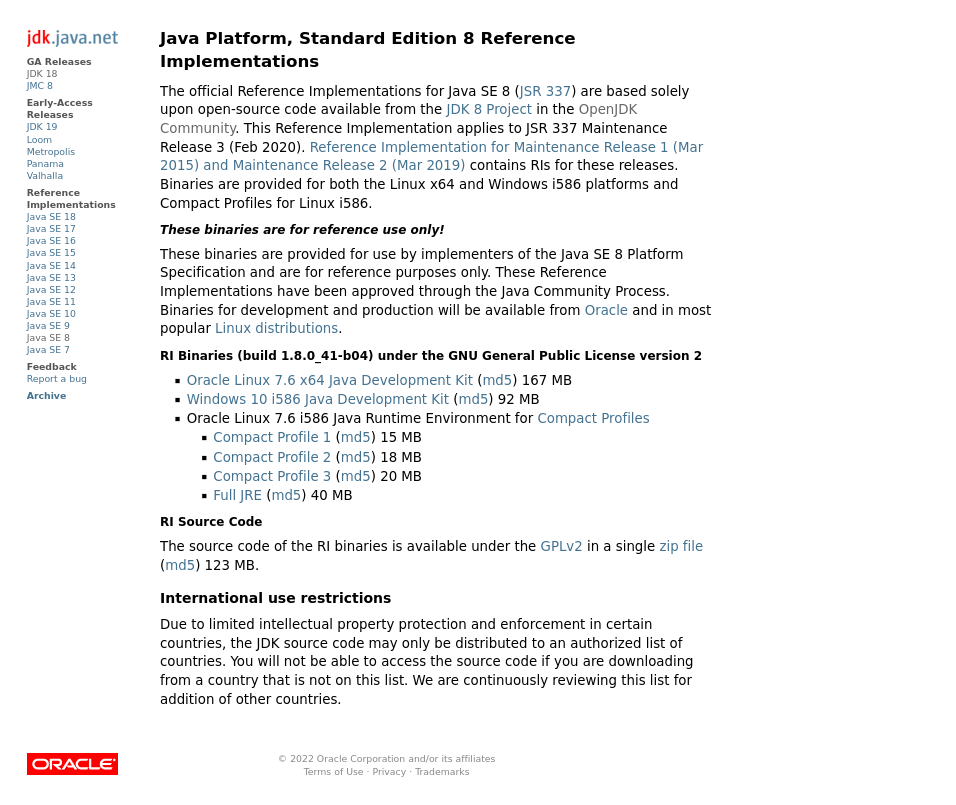 jdk.java.net
GA Releases
JDK 18
JMC 8
Early-Access
Releases
JDK 19
Loom
Metropolis
Panama
Valhalla
Reference
Implementations
Java SE 18
Java SE 17
Java SE 16
Java SE 15
Java SE 14
Java SE 13
Java SE 12
Java SE 11
Java SE 10
Java SE 9
Java SE 8
Java SE 7
Feedback
Report a bug
Archive
Java Platform, Standard Edition 8 Reference
Implementations
The official Reference Implementations for Java SE 8 (JSR 337) are based solely
upon open-source code available from the JDK 8 Project in the OpenJDK
Community. This Reference Implementation applies to JSR 337 Maintenance
Release 3 (Feb 2020). Reference Implementation for Maintenance Release 1 (Mar
2015) and Maintenance Release 2 (Mar 2019) contains RIs for these releases.
Binaries are provided for both the Linux x64 and Windows i586 platforms and
Compact Profiles for Linux i586.
These binaries are for reference use only!
These binaries are provided for use by implementers of the Java SE 8 Platform
Specification and are for reference purposes only. These Reference
Implementations have been approved through the Java Community Process.
Binaries for development and production will be available from Oracle and in most
popular Linux distributions.
RI Binaries (build 1.8.0_41-b04) under the GNU General Public License version 2
▪ Oracle Linux 7.6 x64 Java Development Kit (md5) 167 MB
▪ Windows 10 i586 Java Development Kit (md5) 92 MB
▪ Oracle Linux 7.6 i586 Java Runtime Environment for Compact Profiles
▪ Compact Profile 1 (md5) 15 MB
▪ Compact Profile 2 (md5) 18 MB
▪ Compact Profile 3 (md5) 20 MB
▪ Full JRE (md5) 40 MB
RI Source Code
The source code of the RI binaries is available under the GPLv2 in a single zip file
(md5) 123 MB.
International use restrictions
Due to limited intellectual property protection and enforcement in certain
countries, the JDK source code may only be distributed to an authorized list of
countries. You will not be able to access the source code if you are downloading
from a country that is not on this list. We are continuously reviewing this list for
addition of other countries.
ORACLE
© 2022 Oracle Corporation and/or its affiliates
Terms of Use · Privacy · Trademarks